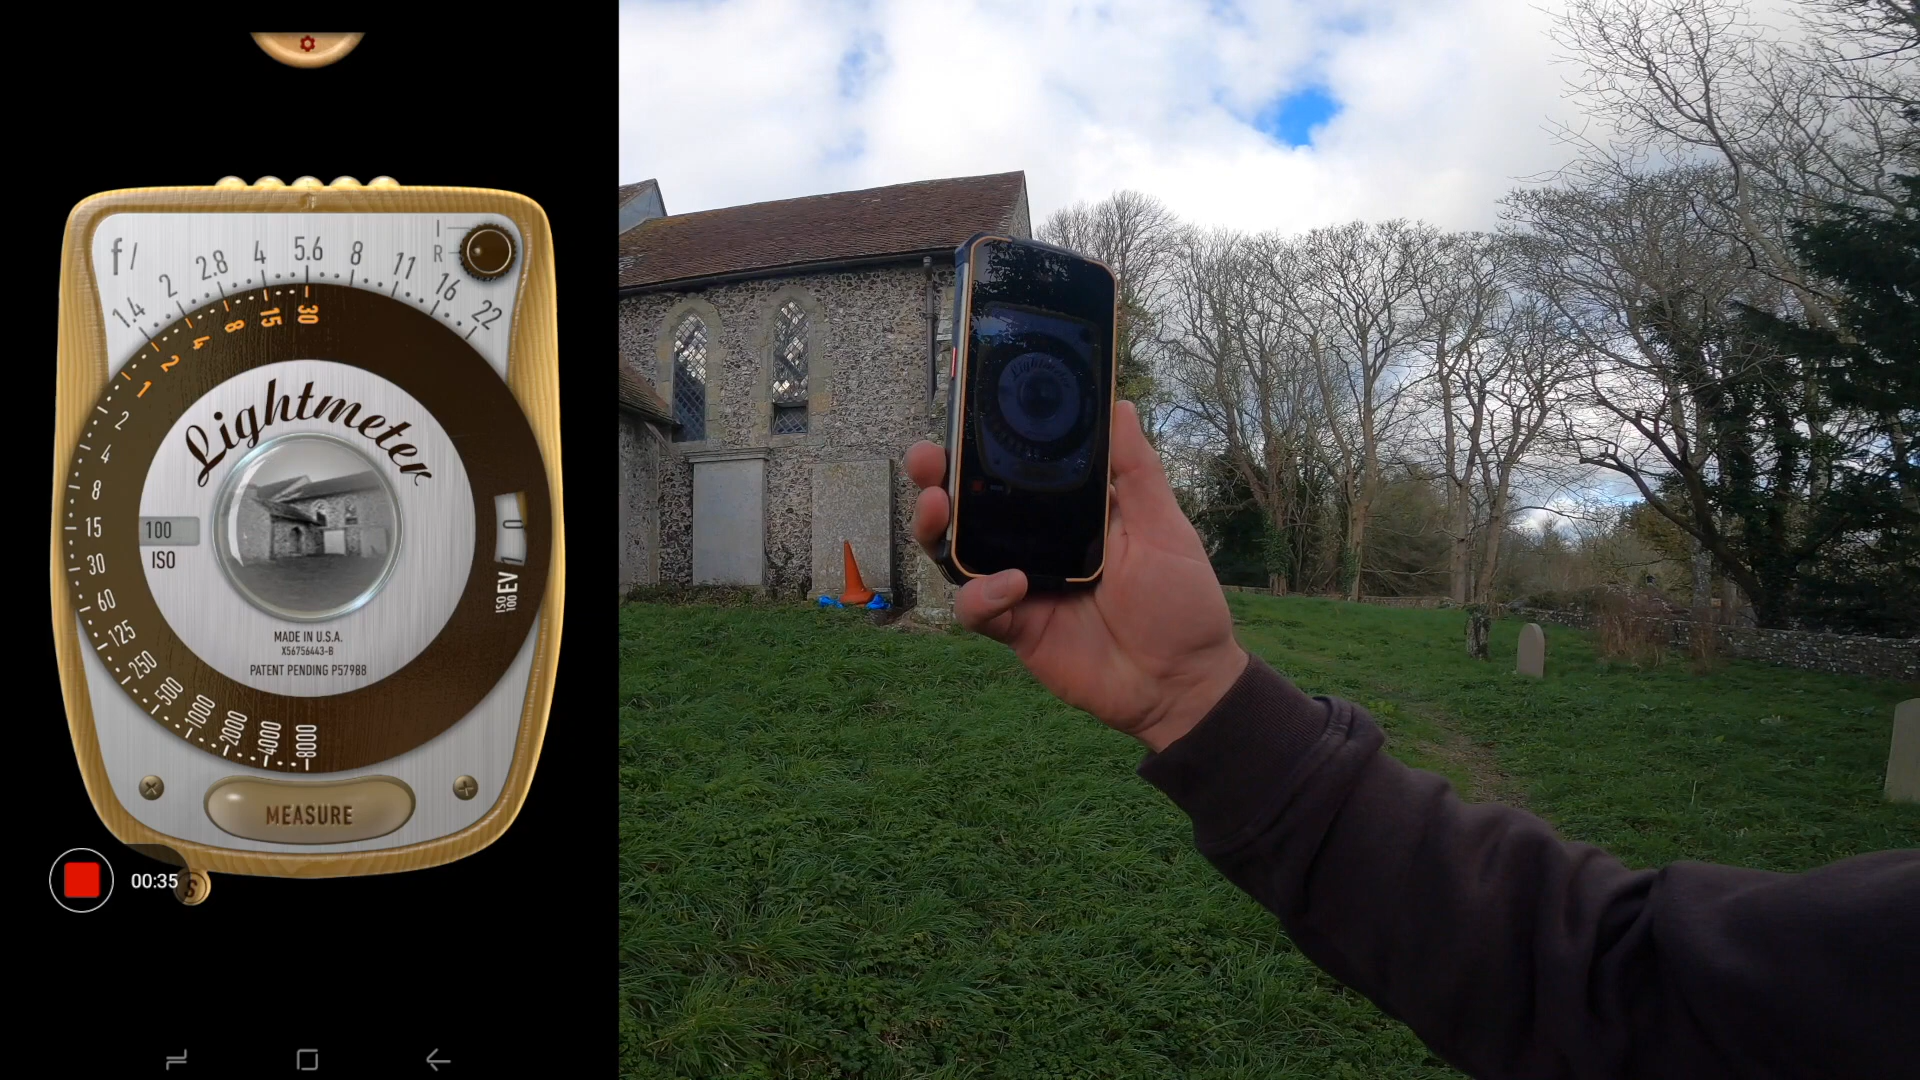 f/ 1.4 2 2.8 4 5.6 8 11 16 22
I
R
30 15 8 4 2 1 2 4 8 15 30 60 125 250 500 1000 2000 4000 8000
Lightmeter
100
ISO
0
1
ISO 100 EV
MADE IN U.S.A.
X56756443-B
PATENT PENDING P57988
MEASURE
00:35
S